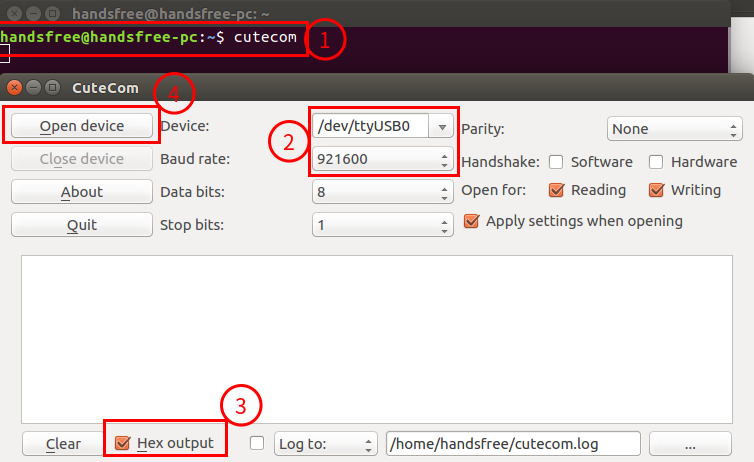 handsfree@handsfree-pc: ~
handsfree@handsfree-pc:~$ cutecom
1
CuteCom
4
Open device
Device:
/dev/ttyUSB0
Parity:
None
2
Close device
Baud rate:
921600
Handshake:
Software
Hardware
About
Data bits:
8
Open for:
Reading
Writing
Quit
Stop bits:
1
Apply settings when opening
3
Clear
Hex output
Log to:
/home/handsfree/cutecom.log
...